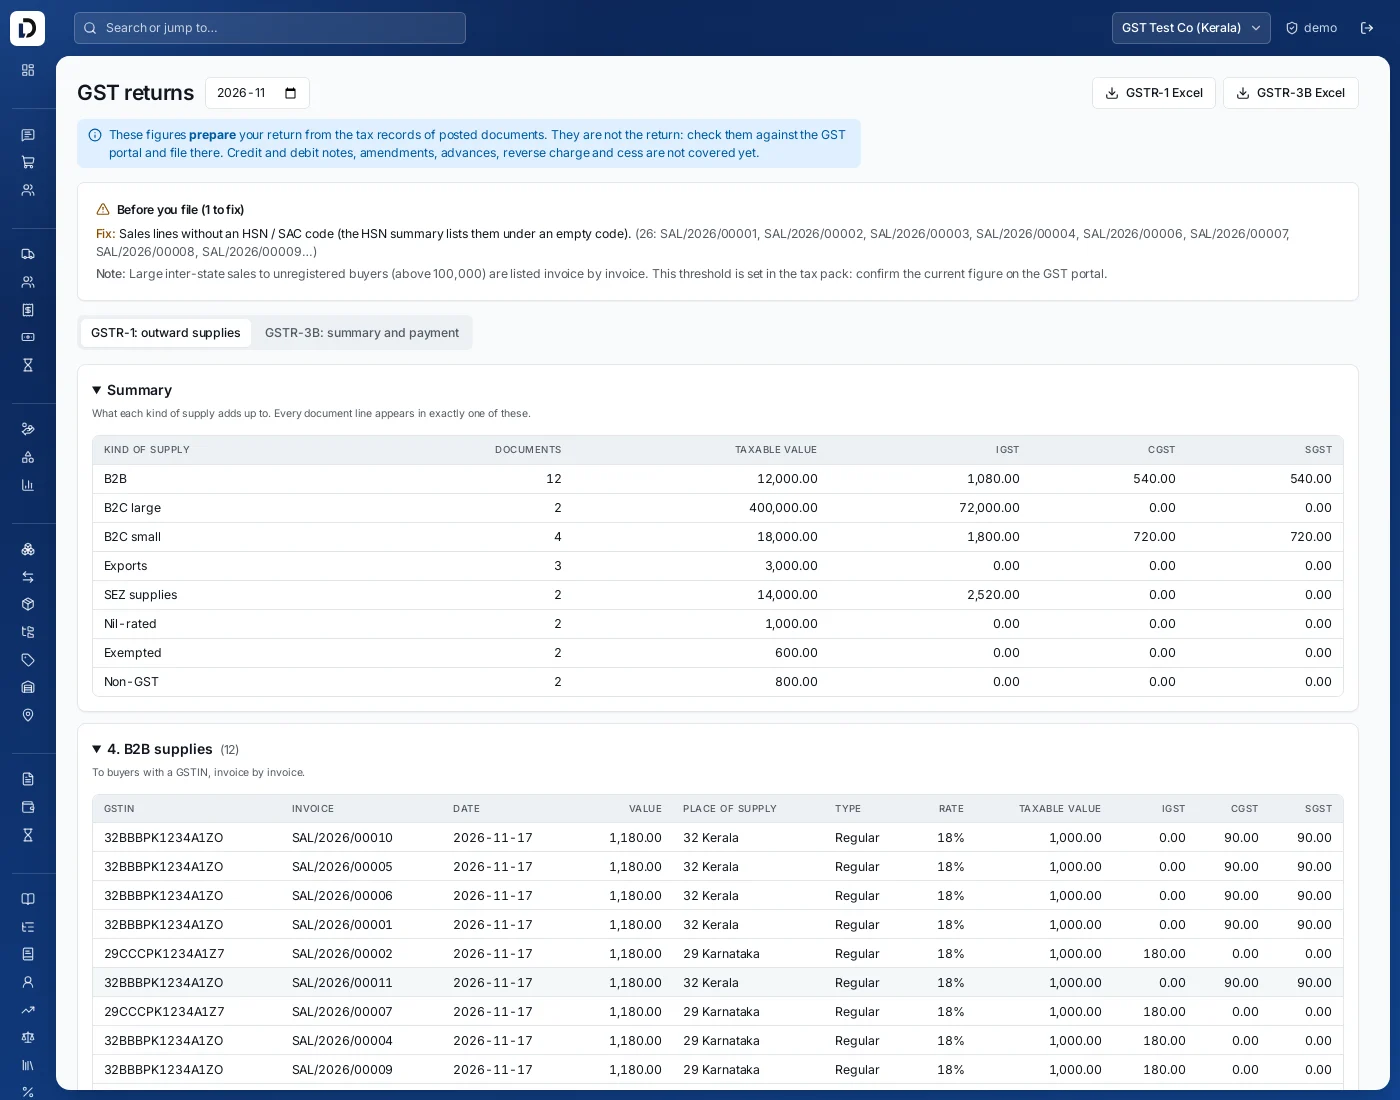 D
Search or jump to...
GST Test Co (Kerala)
demo
GST returns
2026-11
GSTR-1 Excel
GSTR-3B Excel
These figures prepare your return from the tax records of posted documents. They are not the return: check them against the GST
portal and file there. Credit and debit notes, amendments, advances, reverse charge and cess are not covered yet.
Before you file (1 to fix)
Fix: Sales lines without an HSN / SAC code (the HSN summary lists them under an empty code). (26: SAL/2026/00001, SAL/2026/00002, SAL/2026/00003, SAL/2026/00004, SAL/2026/00006, SAL/2026/00007,
SAL/2026/00008, SAL/2026/00009...)
Note: Large inter-state sales to unregistered buyers (above 100,000) are listed invoice by invoice. This threshold is set in the tax pack: confirm the current figure on the GST portal.
GSTR-1: outward supplies GSTR-3B: summary and payment
Summary
What each kind of supply adds up to. Every document line appears in exactly one of these.
KIND OF SUPPLY DOCUMENTS TAXABLE VALUE IGST CGST SGST
B2B 12 12,000.00 1,080.00 540.00 540.00
B2C large 2 400,000.00 72,000.00 0.00 0.00
B2C small 4 18,000.00 1,800.00 720.00 720.00
Exports 3 3,000.00 0.00 0.00 0.00
SEZ supplies 2 14,000.00 2,520.00 0.00 0.00
Nil-rated 2 1,000.00 0.00 0.00 0.00
Exempted 2 600.00 0.00 0.00 0.00
Non-GST 2 800.00 0.00 0.00 0.00
4. B2B supplies (12)
To buyers with a GSTIN, invoice by invoice.
GSTIN INVOICE DATE VALUE PLACE OF SUPPLY TYPE RATE TAXABLE VALUE IGST CGST SGST
32BBBPK1234A1ZO SAL/2026/00010 2026-11-17 1,180.00 32 Kerala Regular 18% 1,000.00 0.00 90.00 90.00
32BBBPK1234A1ZO SAL/2026/00005 2026-11-17 1,180.00 32 Kerala Regular 18% 1,000.00 0.00 90.00 90.00
32BBBPK1234A1ZO SAL/2026/00006 2026-11-17 1,180.00 32 Kerala Regular 18% 1,000.00 0.00 90.00 90.00
32BBBPK1234A1ZO SAL/2026/00001 2026-11-17 1,180.00 32 Kerala Regular 18% 1,000.00 0.00 90.00 90.00
29CCCPK1234A1Z7 SAL/2026/00002 2026-11-17 1,180.00 29 Karnataka Regular 18% 1,000.00 180.00 0.00 0.00
32BBBPK1234A1ZO SAL/2026/00011 2026-11-17 1,180.00 32 Kerala Regular 18% 1,000.00 0.00 90.00 90.00
29CCCPK1234A1Z7 SAL/2026/00007 2026-11-17 1,180.00 29 Karnataka Regular 18% 1,000.00 180.00 0.00 0.00
32BBBPK1234A1ZO SAL/2026/00004 2026-11-17 1,180.00 29 Karnataka Regular 18% 1,000.00 180.00 0.00 0.00
32BBBPK1234A1ZO SAL/2026/00009 2026-11-17 1,180.00 29 Karnataka Regular 18% 1,000.00 180.00 0.00 0.00